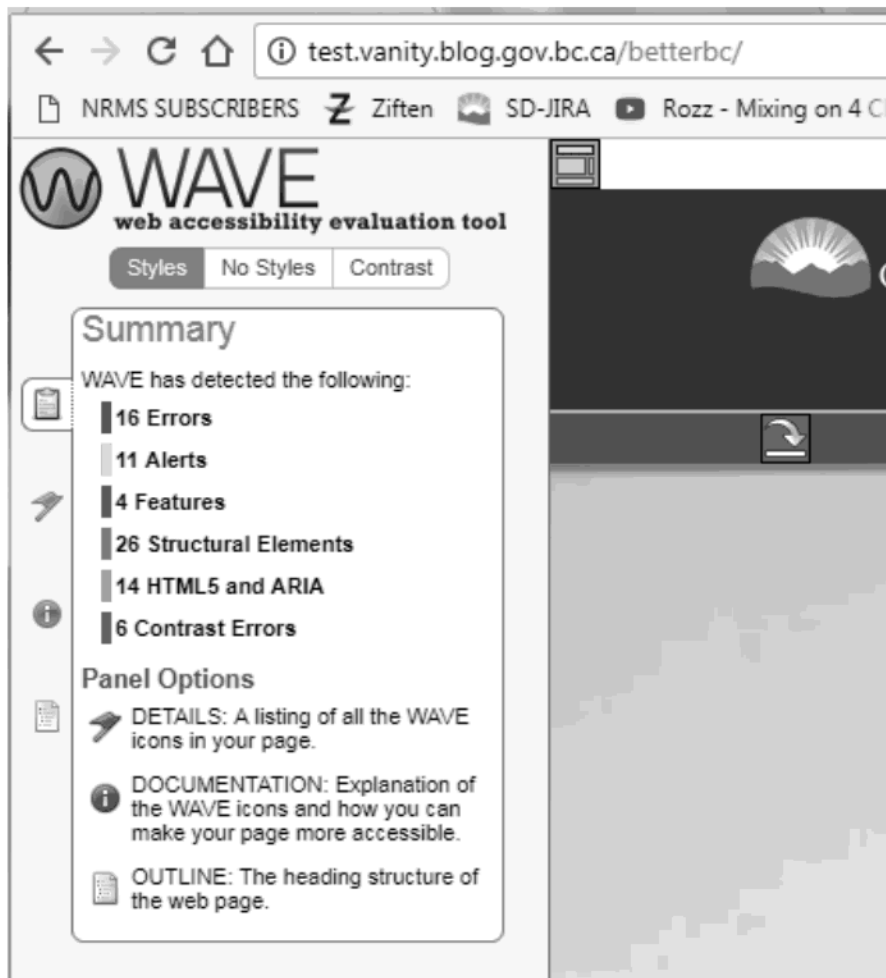 test.vanity.blog.gov.bc.ca/betterbc/
NRMS SUBSCRIBERS Ziften SD-JIRA Rozz - Mixing on 4
WAVE
web accessibility evaluation tool
Styles No Styles Contrast
Summary
WAVE has detected the following:
16 Errors
11 Alerts
4 Features
26 Structural Elements
14 HTML5 and ARIA
6 Contrast Errors
Panel Options
DETAILS: A listing of all the WAVE
icons in your page.
DOCUMENTATION: Explanation of
the WAVE icons and how you can
make your page more accessible.
OUTLINE: The heading structure of
the web page.